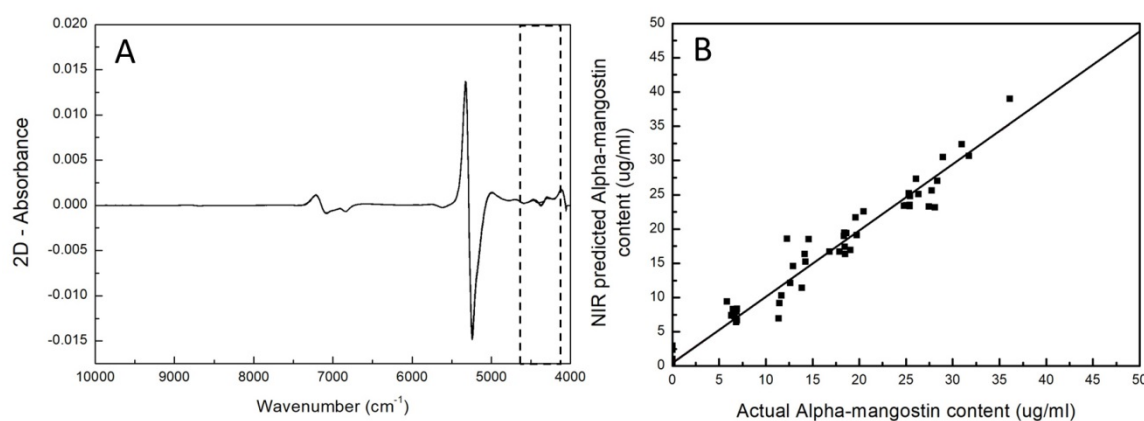 A
2D - Absorbance
0.020
0.015
0.010
0.005
0.000
-0.005
-0.010
-0.015
10000 9000 8000 7000 6000 5000 4000
Wavenumber (cm⁻¹)
B
NIR predicted Alpha-mangostin
content (ug/ml)
50
45
40
35
30
25
20
15
10
5
0
0 5 10 15 20 25 30 35 40 45 50
Actual Alpha-mangostin content (ug/ml)